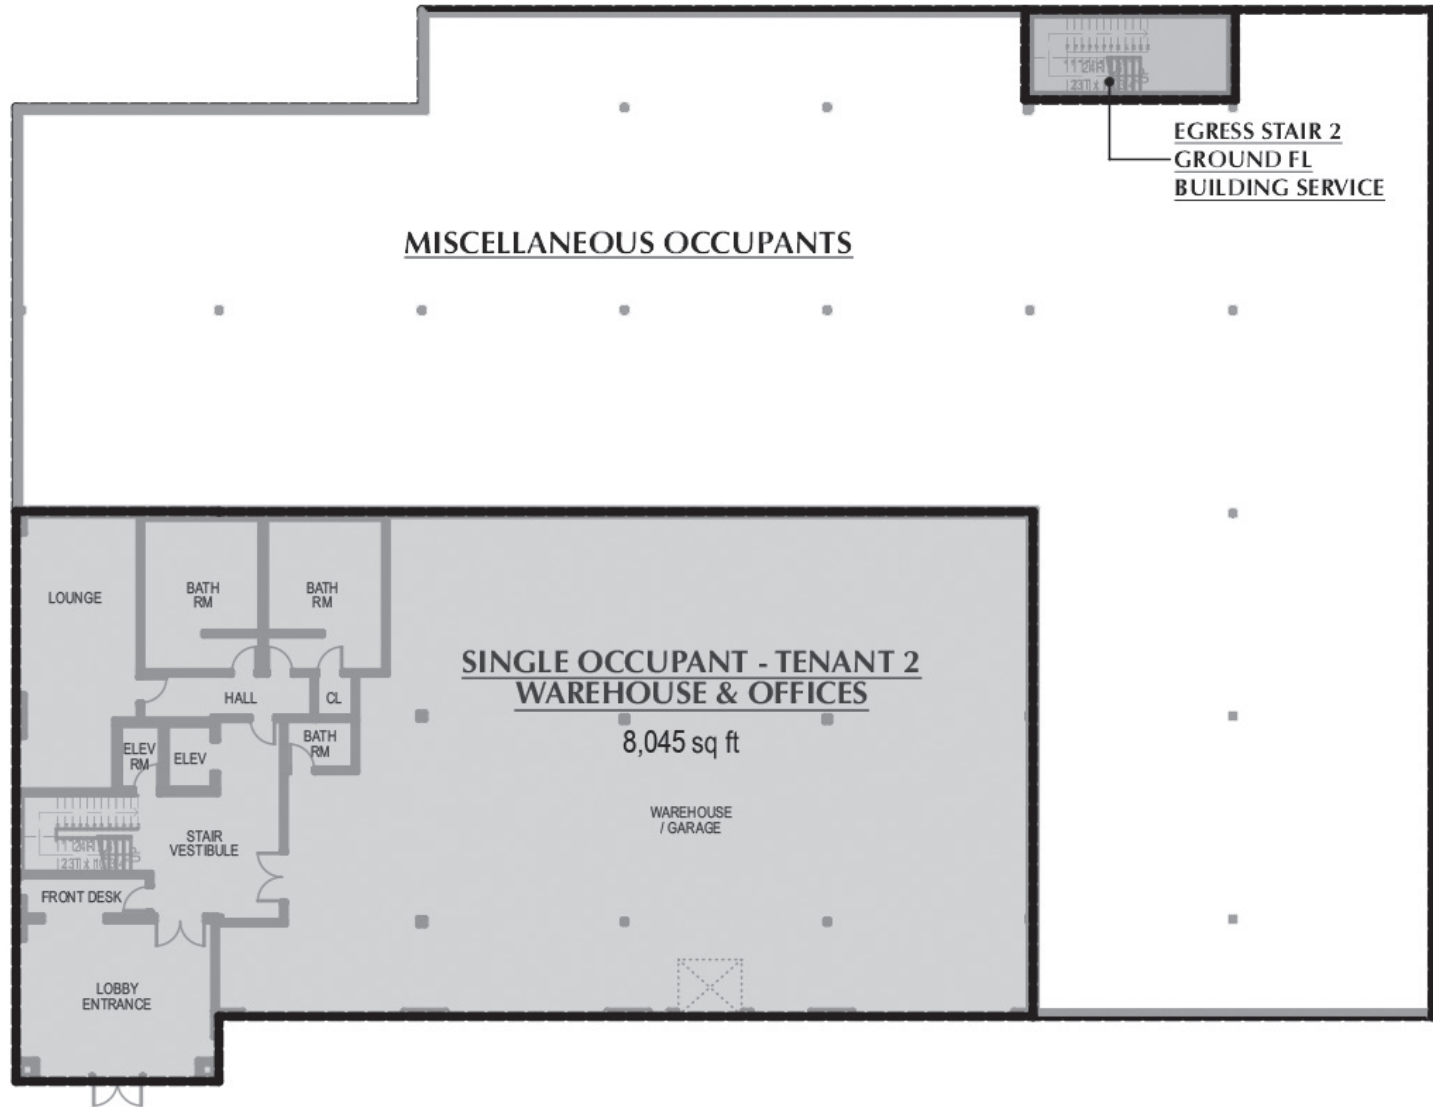 EGRESS STAIR 2
GROUND FL
BUILDING SERVICE
MISCELLANEOUS OCCUPANTS
LOUNGE
BATH
RM
BATH
RM
SINGLE OCCUPANT - TENANT 2
WAREHOUSE & OFFICES
8,045 sq ft
HALL
CL
BATH
RM
ELEV
RM
ELEV
WAREHOUSE
/ GARAGE
STAIR
VESTIBULE
FRONT DESK
LOBBY
ENTRANCE